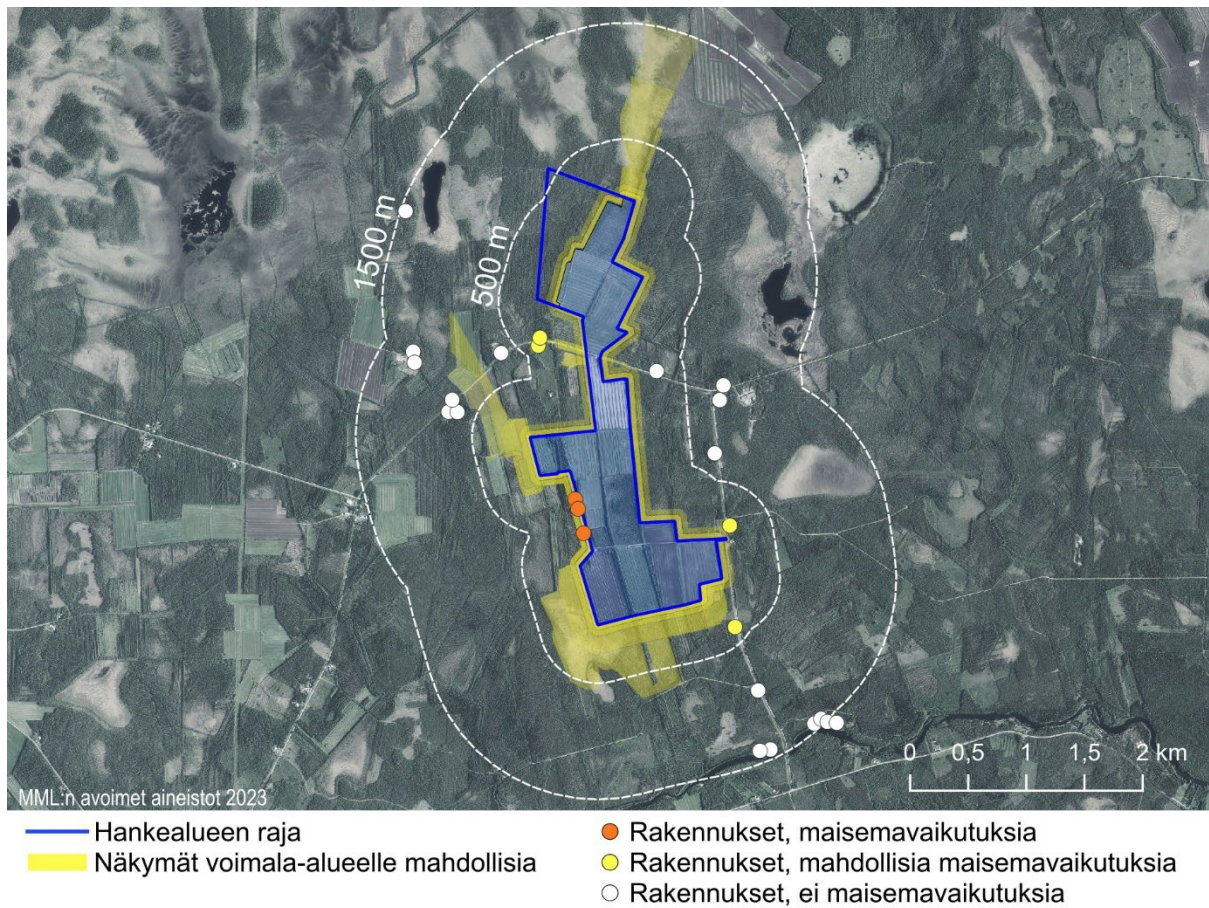 1500 m
500 m
0 0,5 1 1,5 2 km
MML:n avoimet aineistot 2023
Hankealueen raja
Näkymät voimala-alueelle mahdollisia
Rakennukset, maisemavaikutuksia
Rakennukset, mahdollisia maisemavaikutuksia
Rakennukset, ei maisemavaikutuksia